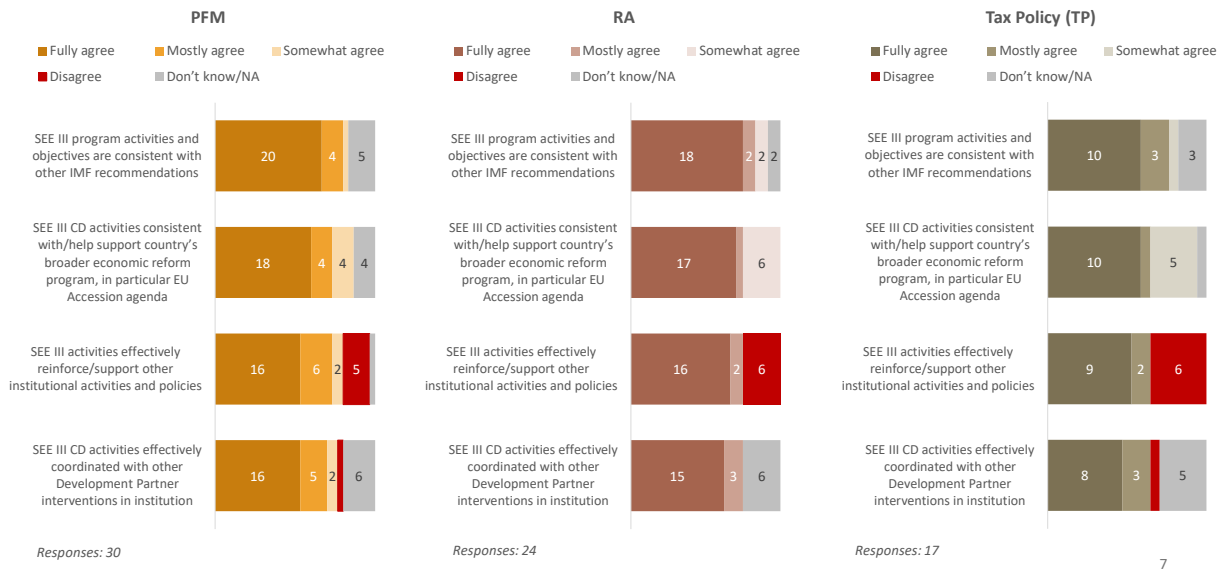 PFM
Fully agree
Mostly agree
Somewhat agree
Disagree
Don't know/NA
SEE III program activities and
objectives are consistent with
other IMF recommendations
20
4
5
SEE III CD activities consistent
with/help support country's
broader economic reform
program, in particular EU
Accession agenda
18
4
4
4
SEE III activities effectively
reinforce/support other
institutional activities and policies
16
6
2
5
SEE III CD activities effectively
coordinated with other
Development Partner
interventions in institution
16
5
2
6
Responses: 30
RA
Fully agree
Mostly agree
Somewhat agree
Disagree
Don't know/NA
SEE III program activities and
objectives are consistent with
other IMF recommendations
18
2
2
2
SEE III CD activities consistent
with/help support country's
broader economic reform
program, in particular EU
Accession agenda
17
6
SEE III activities effectively
reinforce/support other
institutional activities and policies
16
2
6
SEE III CD activities effectively
coordinated with other
Development Partner
interventions in institution
15
3
6
Responses: 24
Tax Policy (TP)
Fully agree
Mostly agree
Somewhat agree
Disagree
Don't know/NA
SEE III program activities and
objectives are consistent with
other IMF recommendations
10
3
3
SEE III CD activities consistent
with/help support country's
broader economic reform
program, in particular EU
Accession agenda
10
5
SEE III activities effectively
reinforce/support other
institutional activities and policies
9
2
6
SEE III CD activities effectively
coordinated with other
Development Partner
interventions in institution
8
3
5
Responses: 17
7